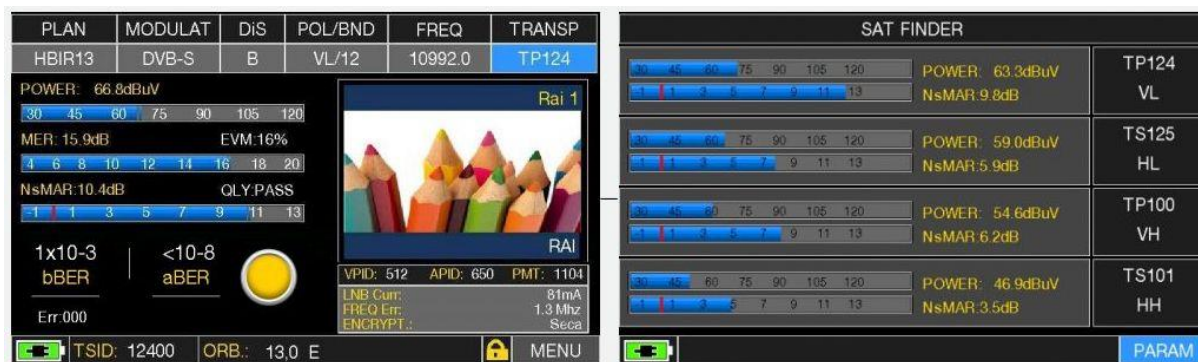 PLAN MODULAT DiS POL/BND FREQ TRANSP
HBIR13 DVB-S B VL/12 10992.0 TP124
POWER: 66.8dBuV
30 45 60 75 90 105 120
MER: 15.9dB EVM:16%
4 6 8 10 12 14 16 18 20
NsMAR:10.4dB QLY:PASS
-1 1 3 5 7 9 11 13
1x10-3 <10-8
bBER aBER
Err:000
Rai 1
RAI
VPID: 512 APID: 650 PMT: 1104
LNB Curr: 81mA
FREQ Err: 1.3 Mhz
ENCRYPT.: Seca
TSID: 12400 ORB.: 13,0 E MENU
SAT FINDER
30 45 60 75 90 105 120 POWER: 63.3dBuV
-1 1 3 5 7 9 11 13 NsMAR:9.8dB
TP124
VL
30 45 60 75 90 105 120 POWER: 59.0dBuV
-1 1 3 5 7 9 11 13 NsMAR:5.9dB
TS125
HL
30 45 60 75 90 105 120 POWER: 54.6dBuV
-1 1 3 5 7 9 11 13 NsMAR:6.2dB
TP100
VH
30 45 60 75 90 105 120 POWER: 46.9dBuV
-1 1 3 5 7 9 11 13 NsMAR:3.5dB
TS101
HH
PARAM